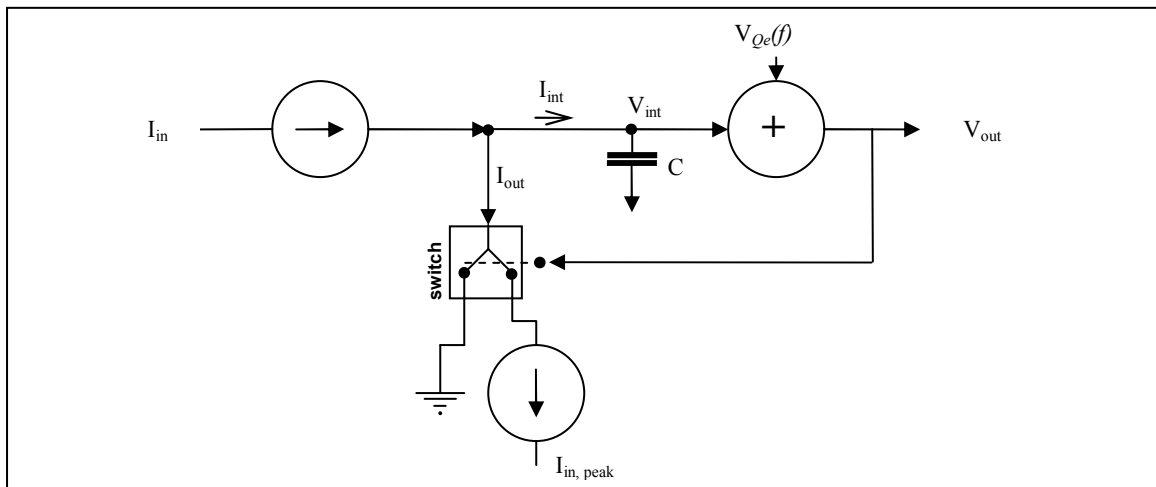 V_Qe(f)
I_int
V_int
I_in
+
V_out
C
I_out
switch
I_in, peak